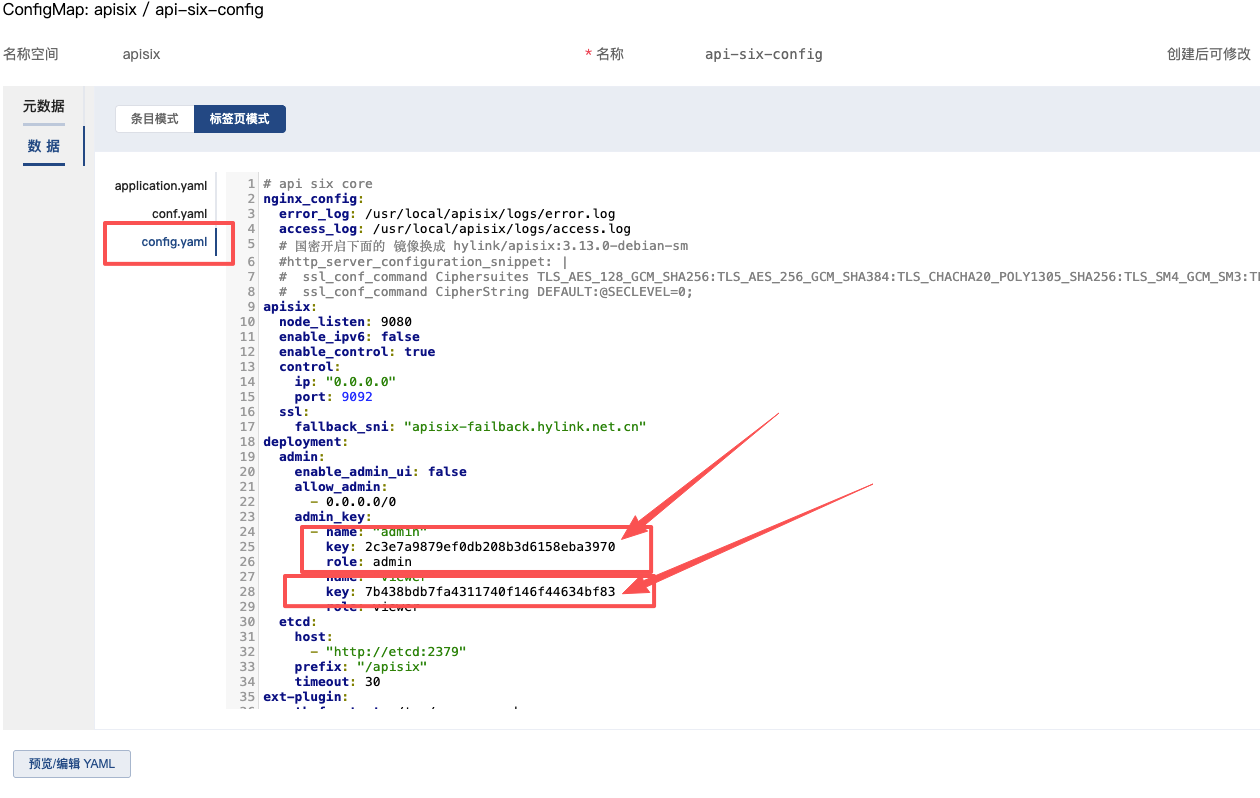 ConfigMap: apisix / api-six-config
名称空间 apisix * 名称 api-six-config 创建后可修改
元数据
数 据
条目模式 标签页模式
application.yaml
conf.yaml
config.yaml
1 # api six core
2 nginx_config:
3 error_log: /usr/local/apisix/logs/error.log
4 access_log: /usr/local/apisix/logs/access.log
5 # 国密开启下面的 镜像换成 hylink/apisix:3.13.0-debian-sm
6 #http_server_configuration_snippet: |
7 # ssl_conf_command Ciphersuites TLS_AES_128_GCM_SHA256:TLS_AES_256_GCM_SHA384:TLS_CHACHA20_POLY1305_SHA256:TLS_SM4_GCM_SM3:
8 # ssl_conf_command CipherString DEFAULT:@SECLEVEL=0;
9 apisix:
10 node_listen: 9080
11 enable_ipv6: false
12 enable_control: true
13 control:
14 ip: "0.0.0.0"
15 port: 9092
16 ssl:
17 fallback_sni: "apisix-failback.hylink.net.cn"
18 deployment:
19 admin:
20 enable_admin_ui: false
21 allow_admin:
22 - 0.0.0.0/0
23 admin_key:
24 - name: "admin"
25 key: 2c3e7a9879ef0db208b3d6158eba3970
26 role: admin
27 name: "viewer"
28 key: 7b438bdb7fa4311740f146f44634bf83
29 role: viewer
30 etcd:
31 host:
32 - "http://etcd:2379"
33 prefix: "/apisix"
34 timeout: 30
35 ext-plugin:
预览/编辑 YAML